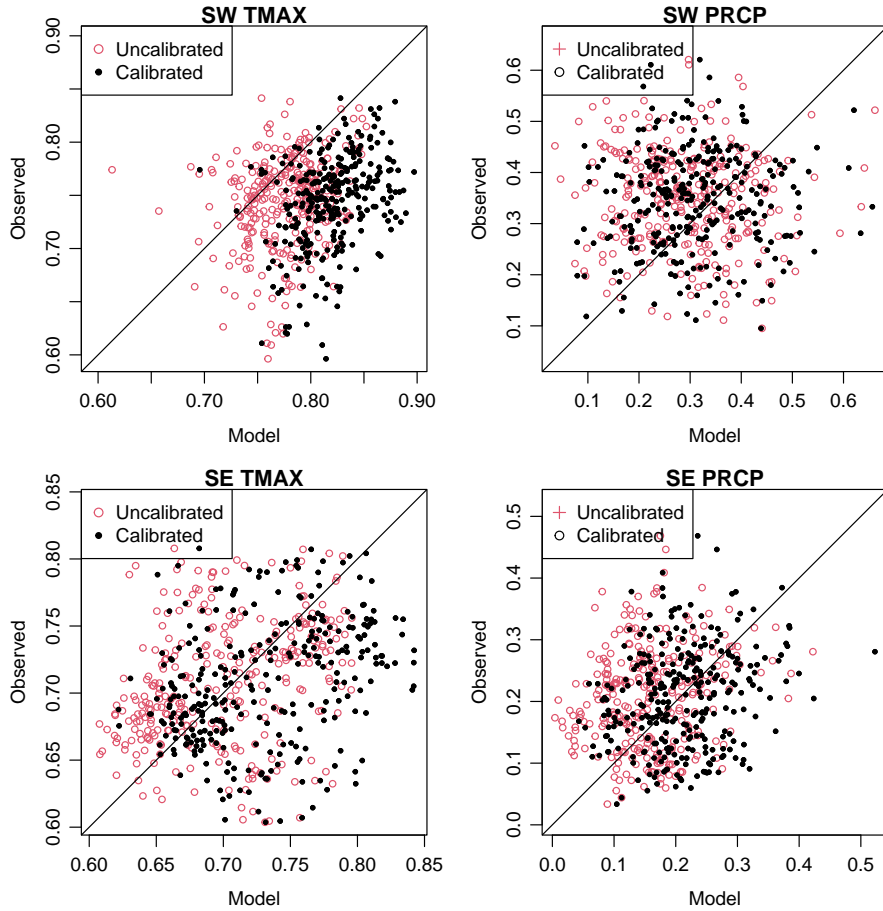 SW TMAX
Uncalibrated
Calibrated
Observed
0.60 0.70 0.80 0.90
0.60 0.70 0.80 0.90
Model
SW PRCP
Uncalibrated
Calibrated
Observed
0.1 0.2 0.3 0.4 0.5 0.6
0.1 0.2 0.3 0.4 0.5 0.6
Model
SE TMAX
Uncalibrated
Calibrated
Observed
0.60 0.65 0.70 0.75 0.80 0.85
0.60 0.65 0.70 0.75 0.80 0.85
Model
SE PRCP
Uncalibrated
Calibrated
Observed
0.0 0.1 0.2 0.3 0.4 0.5
0.0 0.1 0.2 0.3 0.4 0.5
Model